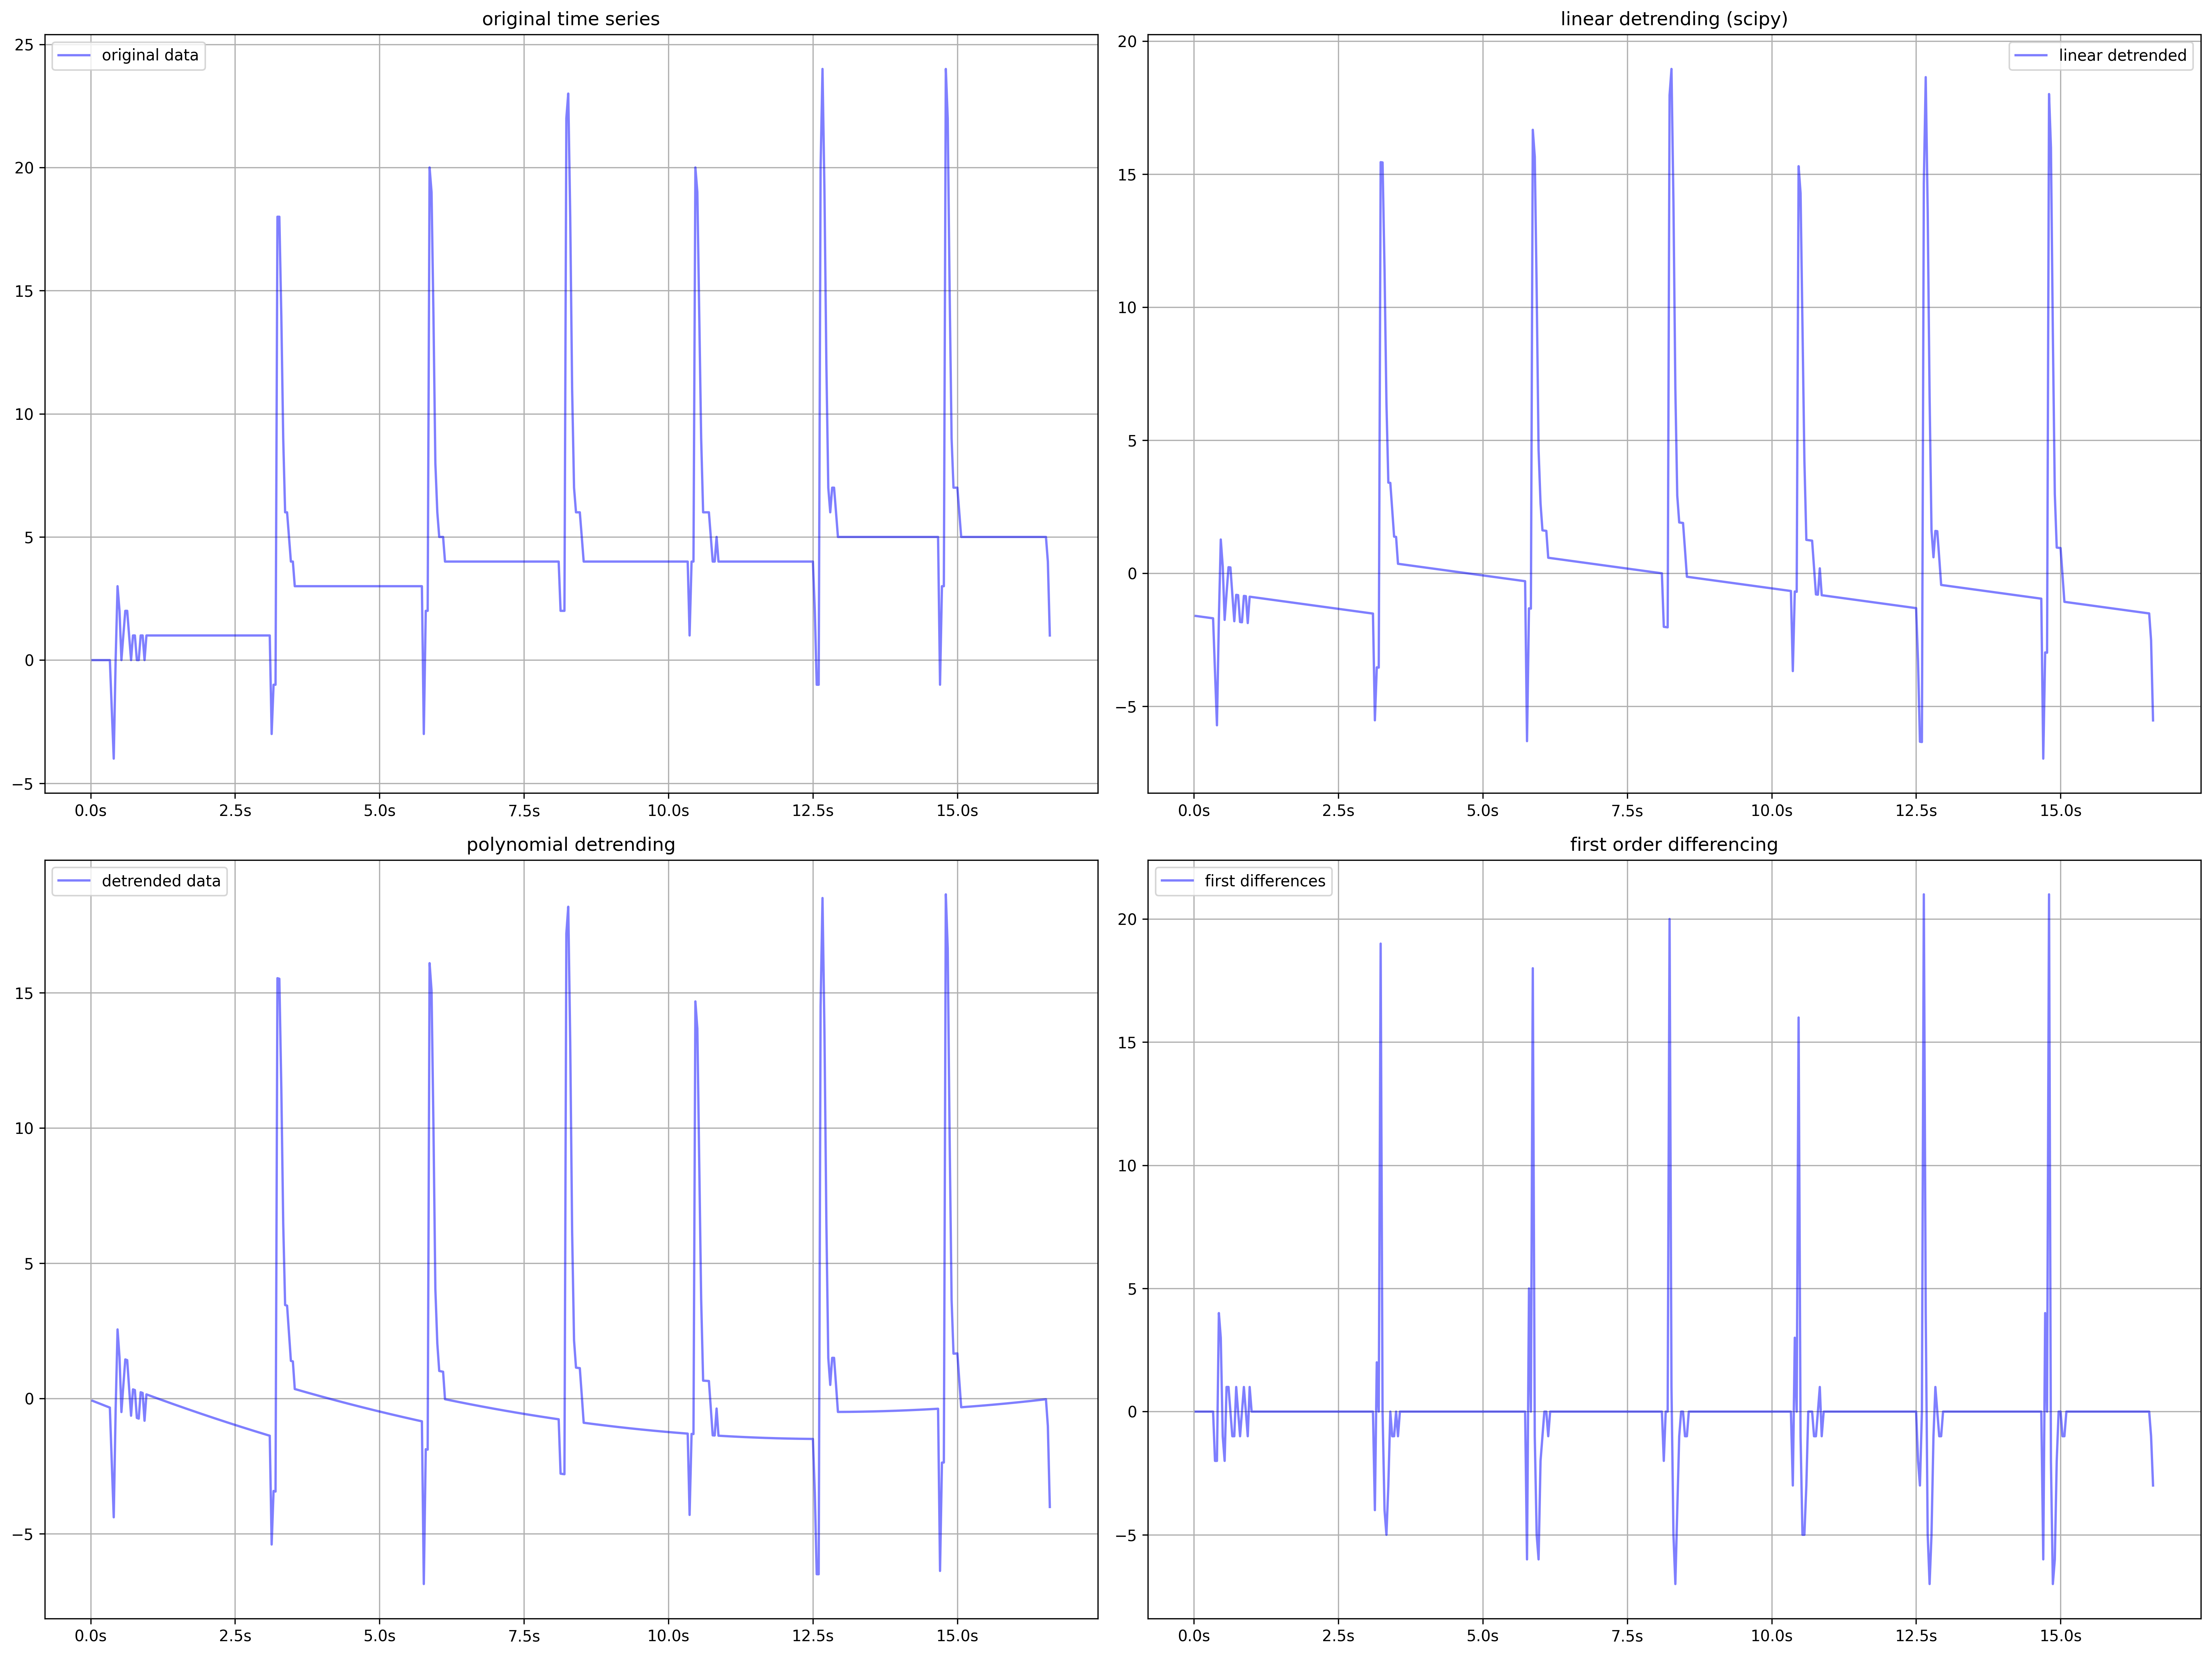 original time series
original data
25
20
15
10
5
0
−5
0.0s 2.5s 5.0s 7.5s 10.0s 12.5s 15.0s
linear detrending (scipy)
linear detrended
20
15
10
5
0
−5
0.0s 2.5s 5.0s 7.5s 10.0s 12.5s 15.0s
polynomial detrending
detrended data
15
10
5
0
−5
0.0s 2.5s 5.0s 7.5s 10.0s 12.5s 15.0s
first order differencing
first differences
20
15
10
5
0
−5
0.0s 2.5s 5.0s 7.5s 10.0s 12.5s 15.0s